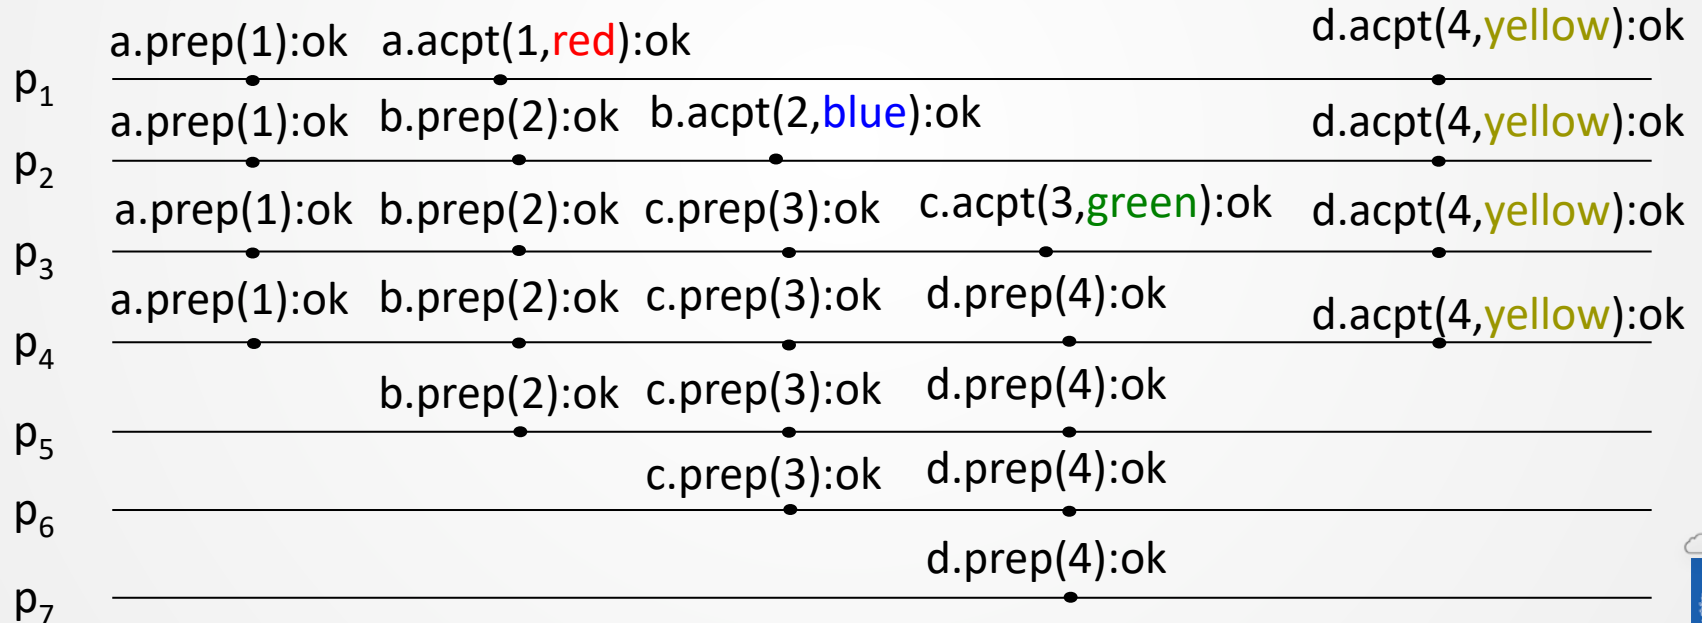 a.prep(1):ok a.acpt(1,red):ok d.acpt(4,yellow):ok
p1
a.prep(1):ok b.prep(2):ok b.acpt(2,blue):ok d.acpt(4,yellow):ok
p2
a.prep(1):ok b.prep(2):ok c.prep(3):ok c.acpt(3,green):ok d.acpt(4,yellow):ok
p3
a.prep(1):ok b.prep(2):ok c.prep(3):ok d.prep(4):ok d.acpt(4,yellow):ok
p4
b.prep(2):ok c.prep(3):ok d.prep(4):ok
p5
c.prep(3):ok d.prep(4):ok
p6
d.prep(4):ok
p7